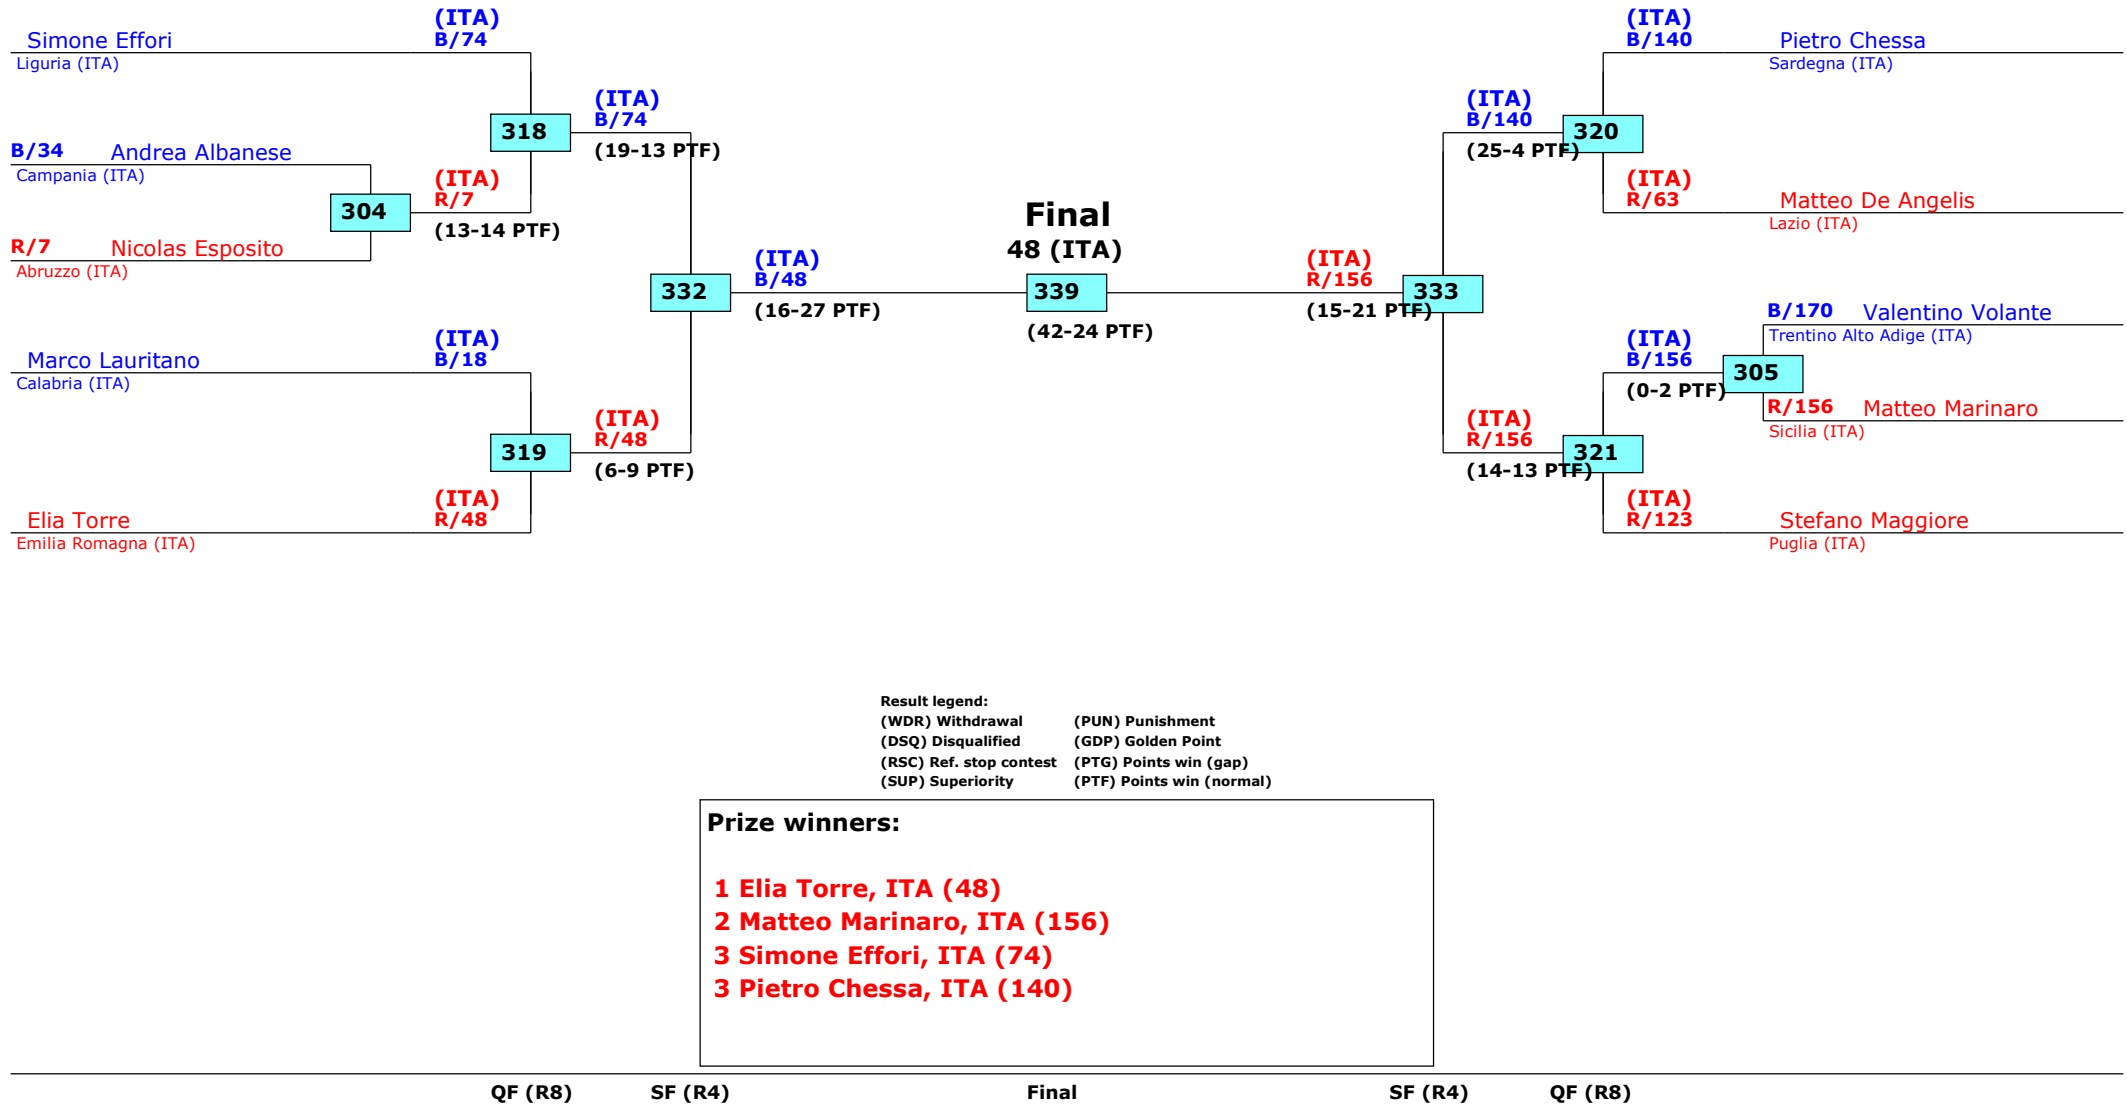 (ITA)
B/74
Simone Effori
Liguria (ITA)
318
(ITA)
B/74
(19-13 PTF)
B/34 Andrea Albanese
Campania (ITA)
304
(ITA)
R/7
(13-14 PTF)
R/7 Nicolas Esposito
Abruzzo (ITA)
332
(ITA)
B/48
(16-27 PTF)
Marco Lauritano
Calabria (ITA)
(ITA)
B/18
319
(ITA)
R/48
(6-9 PTF)
Elia Torre
Emilia Romagna (ITA)
(ITA)
R/48
Final
48 (ITA)
339
(42-24 PTF)
(ITA)
B/140
Pietro Chessa
Sardegna (ITA)
(ITA)
B/140
(25-4 PTF)
320
(ITA)
R/63
Matteo De Angelis
Lazio (ITA)
(ITA)
R/156
(15-21 PTF)
333
B/170 Valentino Volante
Trentino Alto Adige (ITA)
(ITA)
B/156
(0-2 PTF)
305
R/156 Matteo Marinaro
Sicilia (ITA)
(ITA)
R/156
(14-13 PTF)
321
(ITA)
R/123
Stefano Maggiore
Puglia (ITA)
Result legend:
(WDR) Withdrawal (PUN) Punishment
(DSQ) Disqualified (GDP) Golden Point
(RSC) Ref. stop contest (PTG) Points win (gap)
(SUP) Superiority (PTF) Points win (normal)
Prize winners:
1 Elia Torre, ITA (48)
2 Matteo Marinaro, ITA (156)
3 Simone Effori, ITA (74)
3 Pietro Chessa, ITA (140)
QF (R8) SF (R4) Final SF (R4) QF (R8)